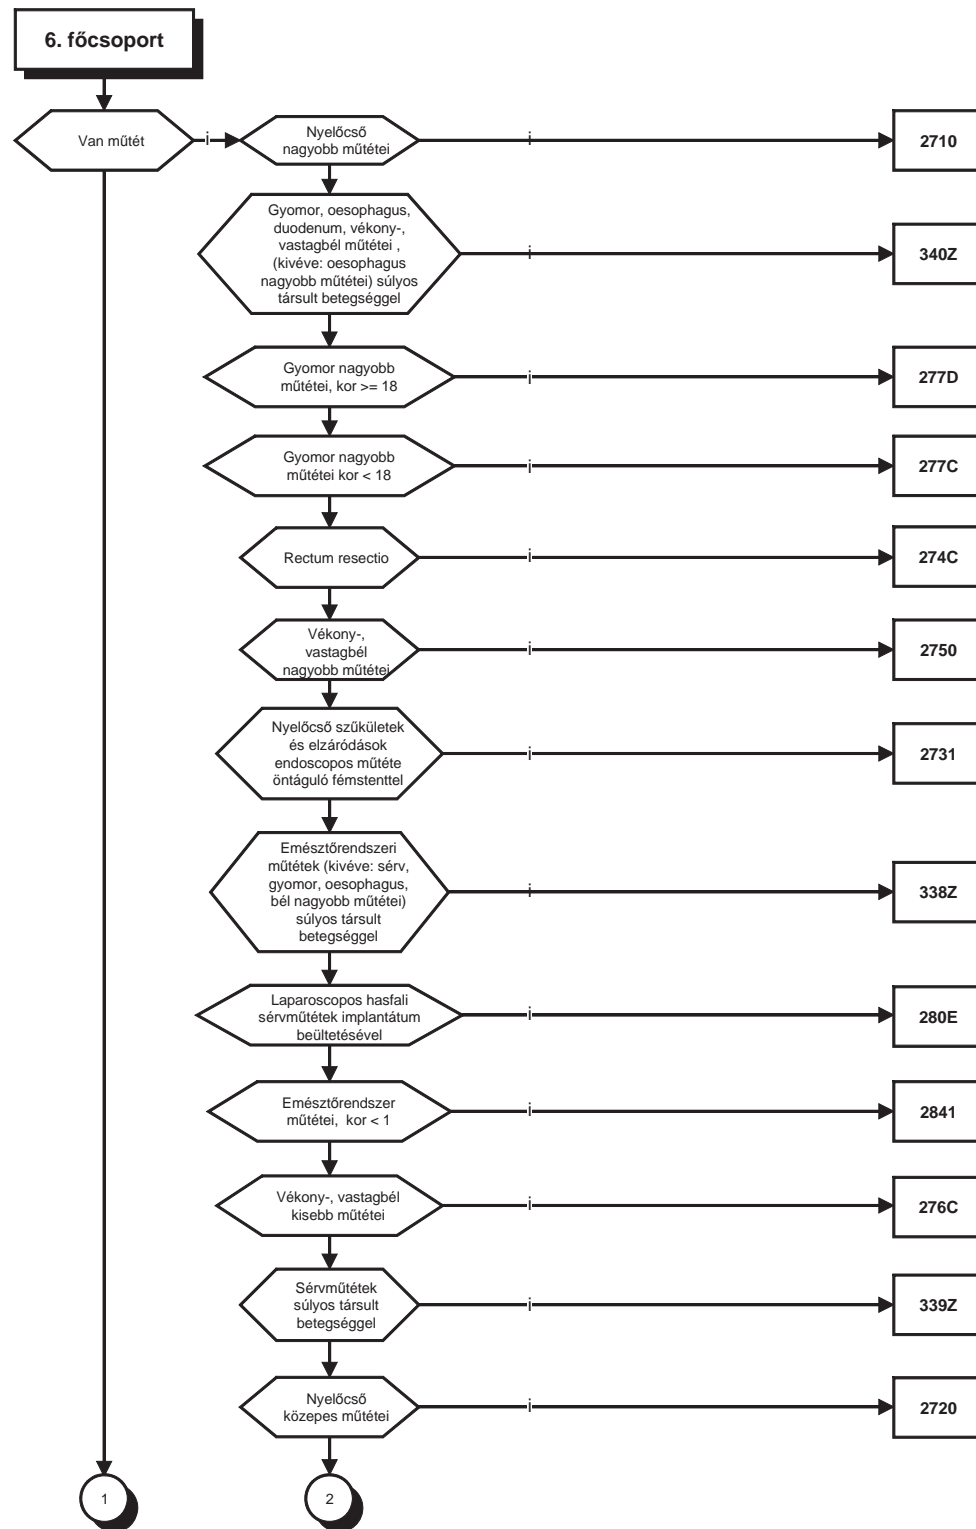 6. főcsoport
Van műtét
i
Nyelőcső
nagyobb műtétei
i
2710
Gyomor, oesophagus,
duodenum, vékony-,
vastagbél műtétei ,
(kivéve: oesophagus
nagyobb műtétei) súlyos
társult betegséggel
i
340Z
Gyomor nagyobb
műtétei, kor >= 18
i
277D
Gyomor nagyobb
műtétei kor < 18
i
277C
Rectum resectio
i
274C
Vékony-,
vastagbél
nagyobb műtétei
i
2750
Nyelőcső szűkületek
és elzáródások
endoscopos műtéte
öntáguló fémstenttel
i
2731
Emésztőrendszeri
műtétek (kivéve: sérv,
gyomor, oesophagus,
bél nagyobb műtétei)
súlyos társult
betegséggel
i
338Z
Laparoscopos hasfali
sérvműtétek implantátum
beültetésével
i
280E
Emésztőrendszer
műtétei,  kor < 1
i
2841
Vékony-, vastagbél
kisebb műtétei
i
276C
Sérvműtétek
súlyos társult
betegséggel
i
339Z
Nyelőcső
közepes műtétei
i
2720
1
2